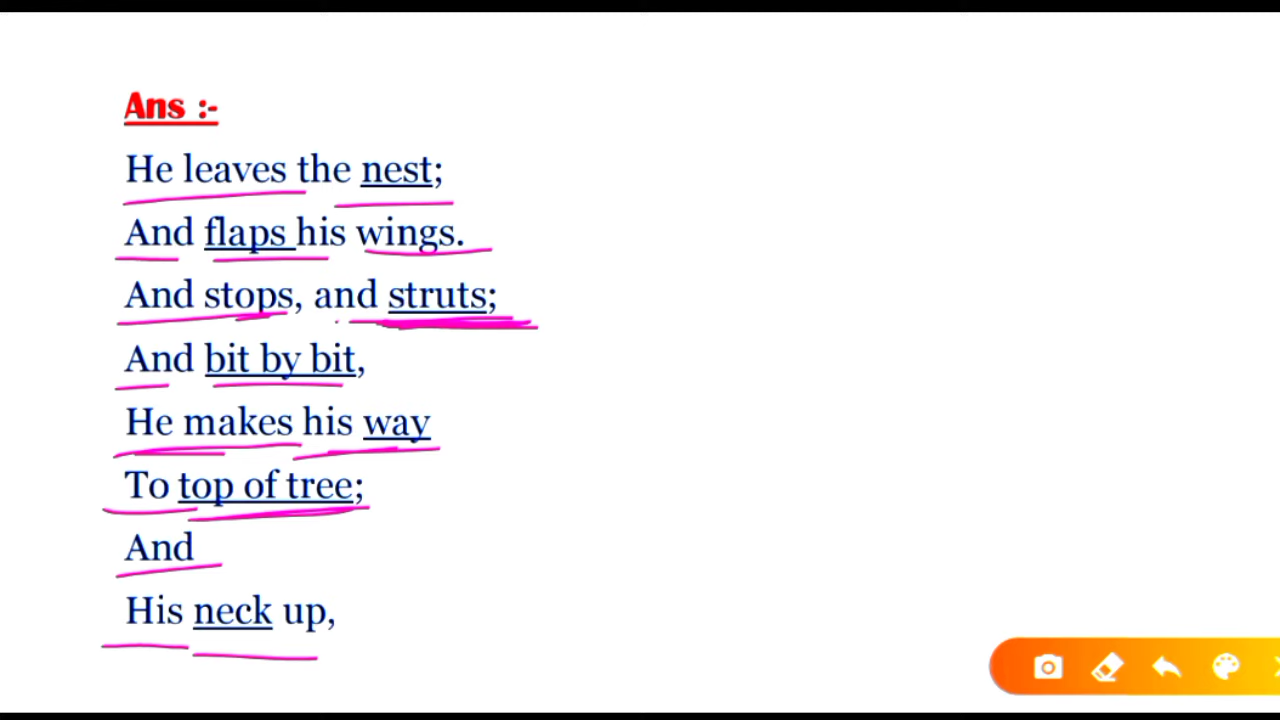 Ans :-
He leaves the nest;
And flaps his wings.
And stops, and struts;
And bit by bit,
He makes his way
To top of tree;
And
His neck up,